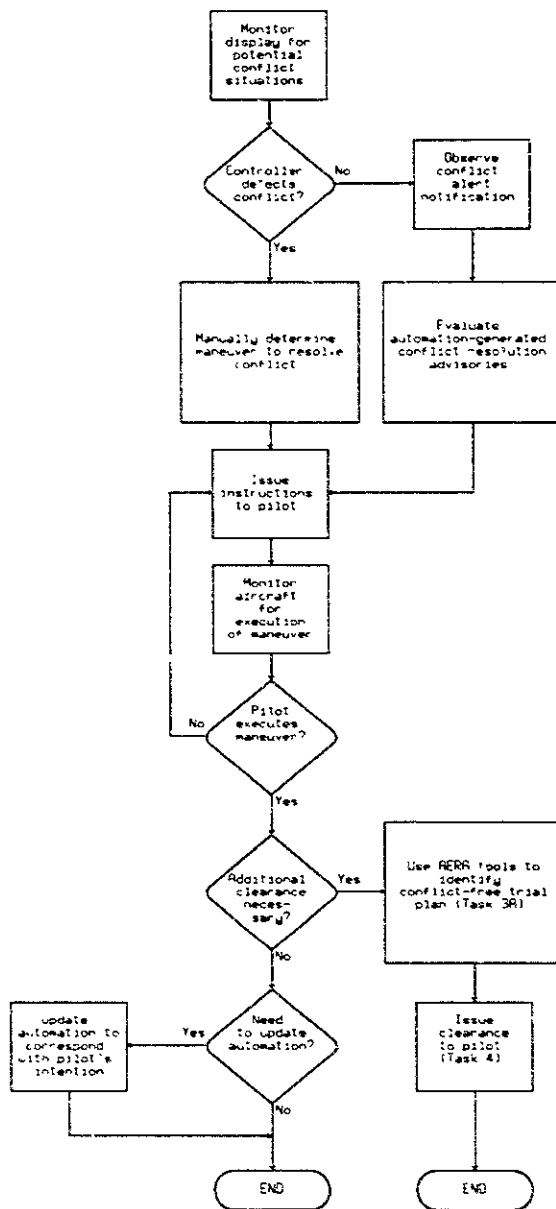 Monitor
display for
potential
conflict
situations
Controller
detects
conflict?
No
Observe
conflict
alert
notification
Yes
Manually determine
maneuver to resolve
conflict
Evaluate
automation-generated
conflict resolution
advisories
Issue
instructions
to pilot
Monitor
aircraft
for
execution
of maneuver
Pilot
executes
maneuver?
No
Yes
Additional
clearance
neces-
sary?
Yes
Use AERA tools to
identify
conflict-free trial
plan (Task 3A)
No
Issue
clearance
to pilot
(Task 4)
Need
to update
automation?
Yes
update
automation to
correspond
with pilot's
intention
No
END
END